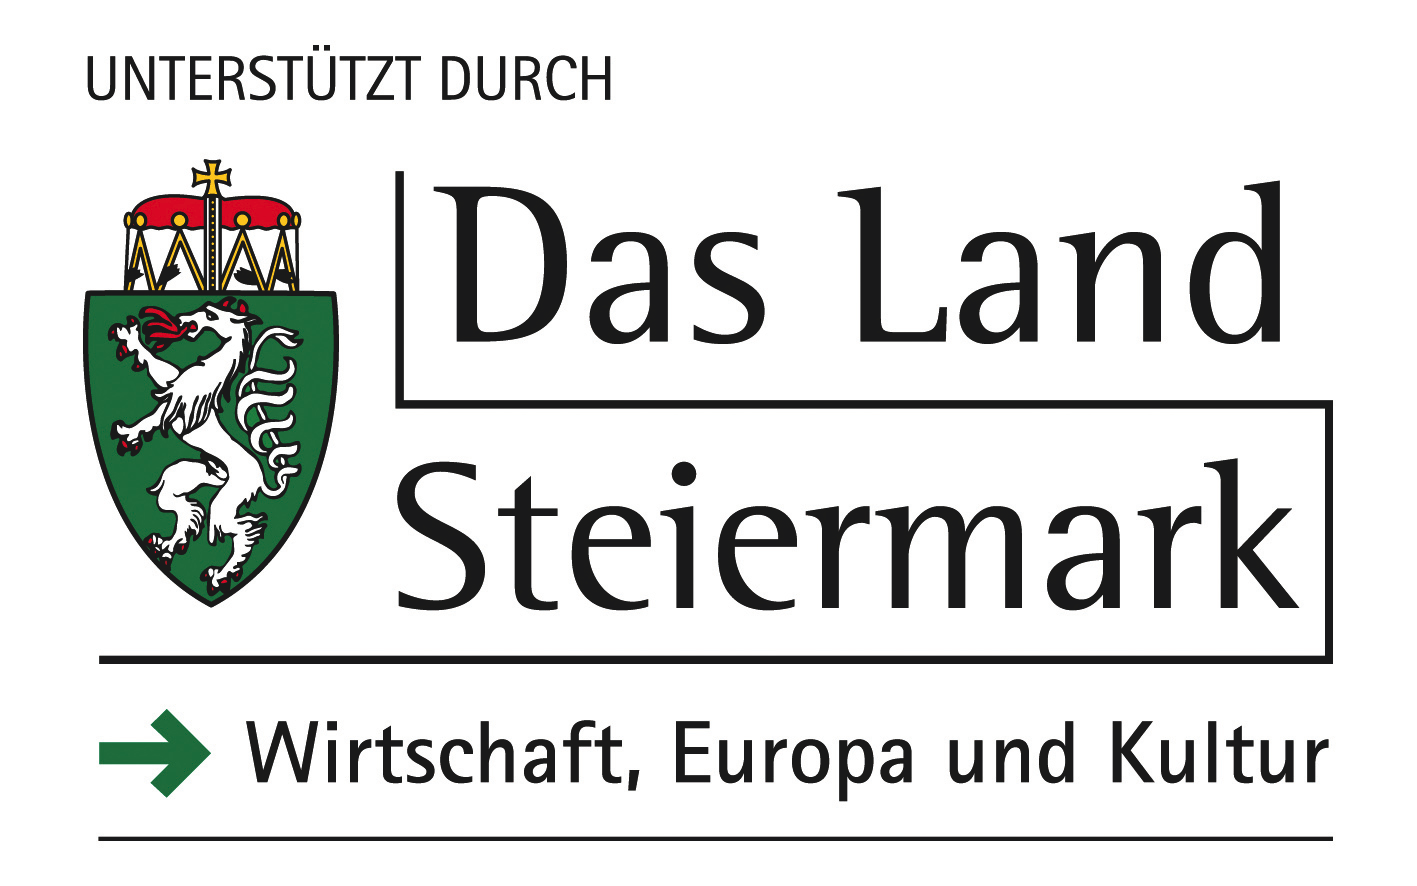 UNTERSTÜTZT DURCH
Das Land
Steiermark
Wirtschaft, Europa und Kultur